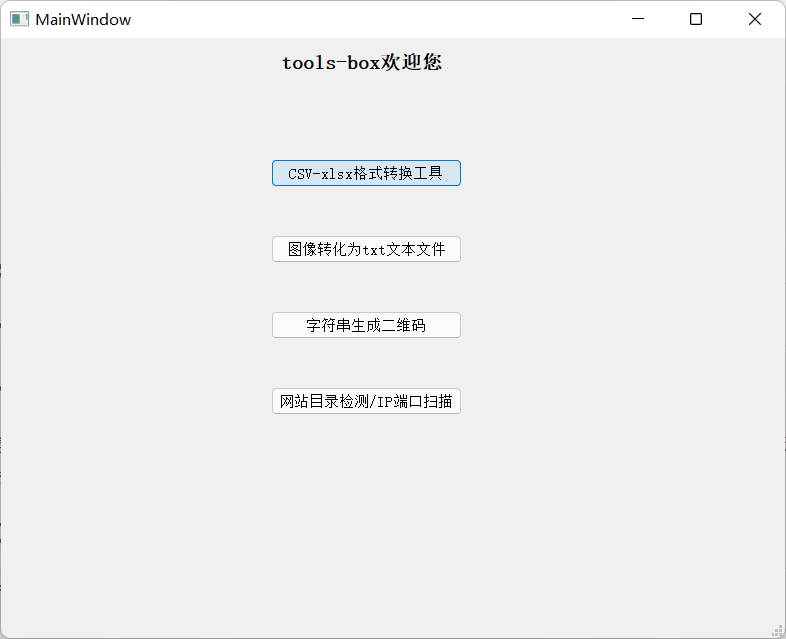 MainWindow
tools-box欢迎您
CSV-xlsx格式转换工具
图像转化为txt文本文件
字符串生成二维码
网站目录检测/IP端口扫描